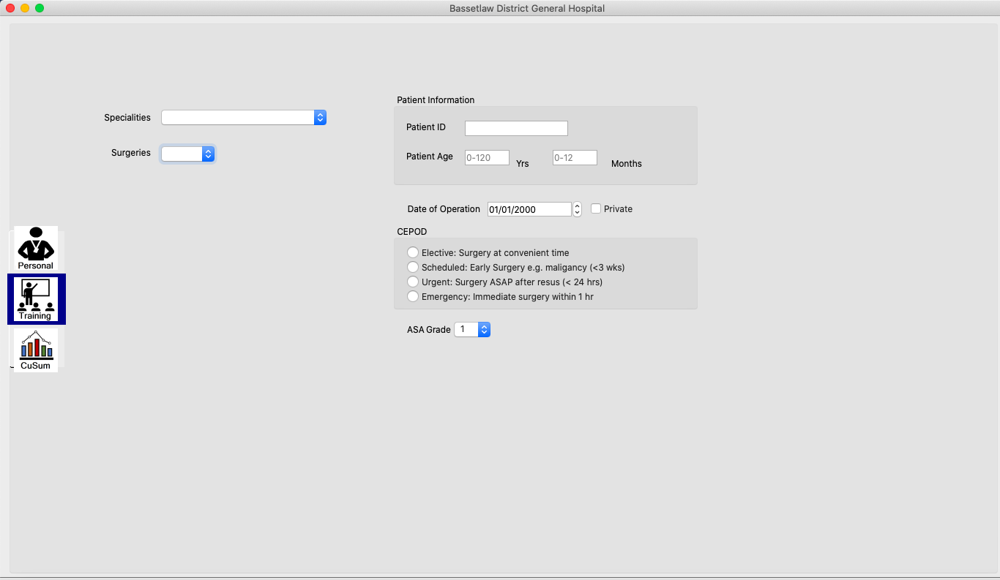 Bassetlaw District General Hospital
Specialities
Surgeries
Patient Information
Patient ID
Patient Age 0-120 Yrs 0-12 Months
Date of Operation 01/01/2000 Private
CEPOD
Elective: Surgery at convenient time
Scheduled: Early Surgery e.g. maligancy (<3 wks)
Urgent: Surgery ASAP after resus (< 24 hrs)
Emergency: Immediate surgery within 1 hr
ASA Grade 1
Personal
Training
CuSum